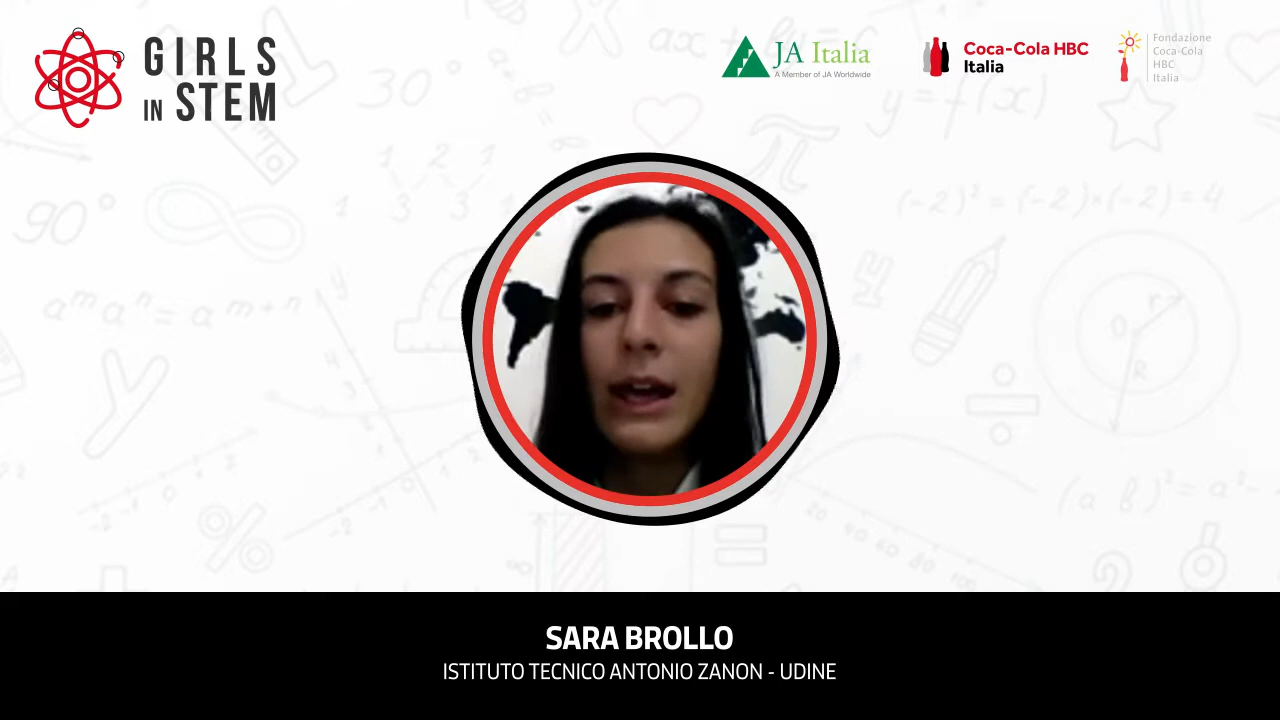 GIRLS
IN STEM
JA Italia
A Member of JA Worldwide
Coca-Cola HBC
Italia
Fondazione
Coca-Cola
HBC
Italia
SARA BROLLO
ISTITUTO TECNICO ANTONIO ZANON - UDINE